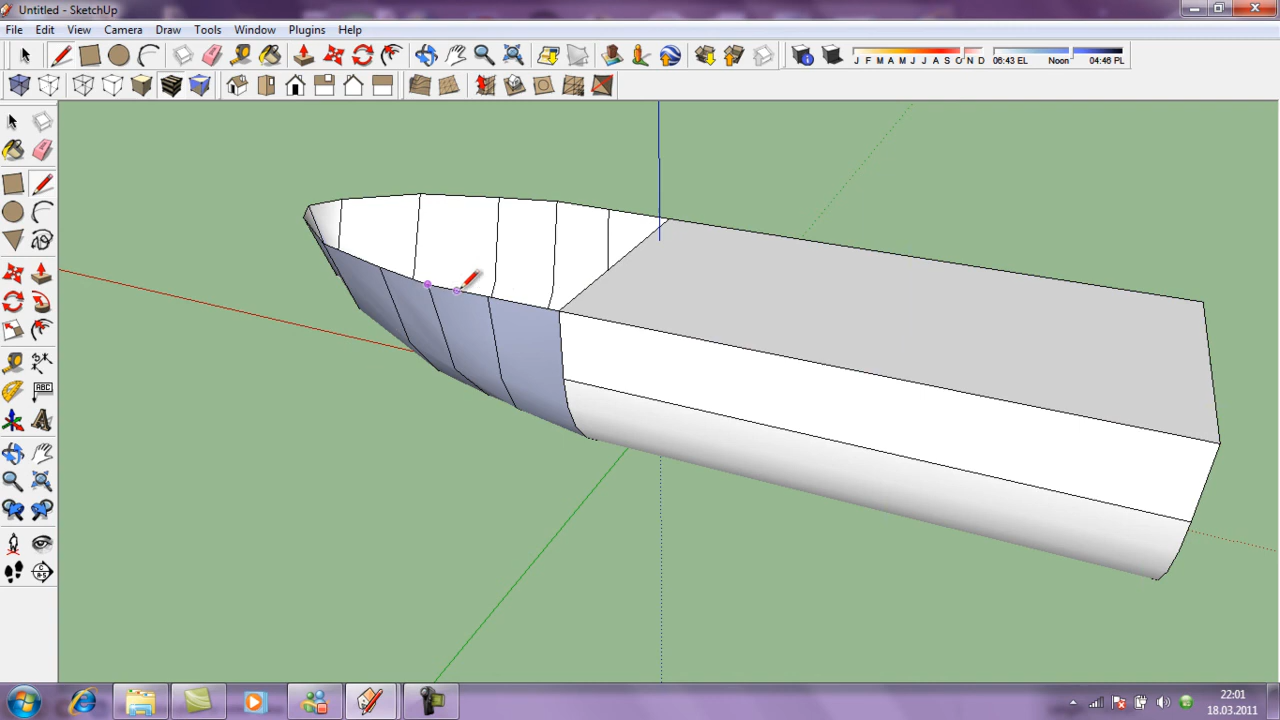 Untitled - SketchUp
File Edit View Camera Draw Tools Window Plugins Help
J F M A M J J A S O N D 06:43 EL Noon 04:46 PL
ABC
A
22:01
18.03.2011